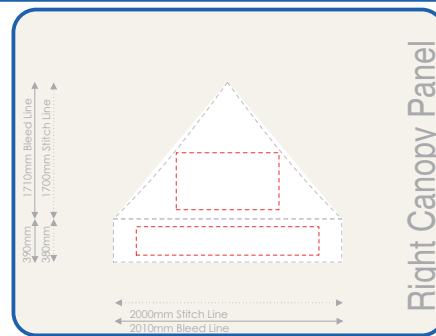 1710mm Bleed Line
1700mm Stitch Line
390mm
380mm
2000mm Stitch Line
2010mm Bleed Line
Right Canopy Panel